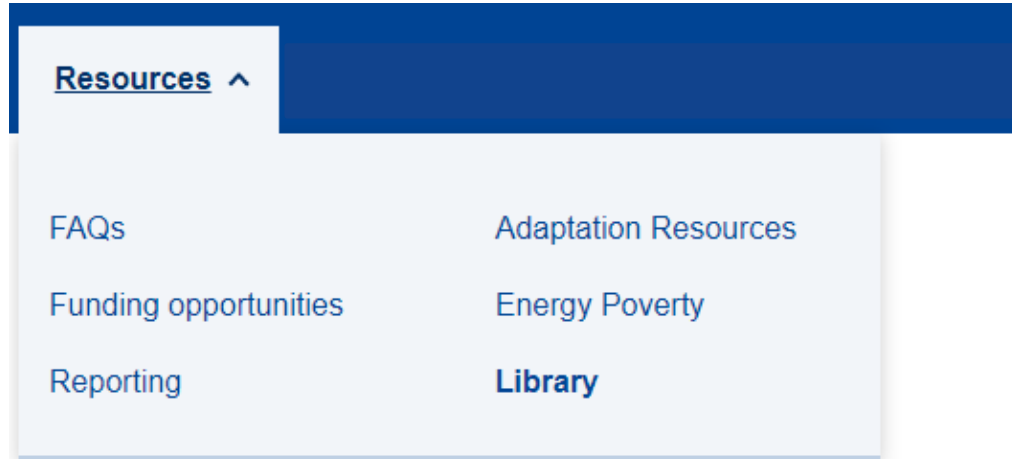 Resources
FAQs
Funding opportunities
Reporting
Adaptation Resources
Energy Poverty
Library